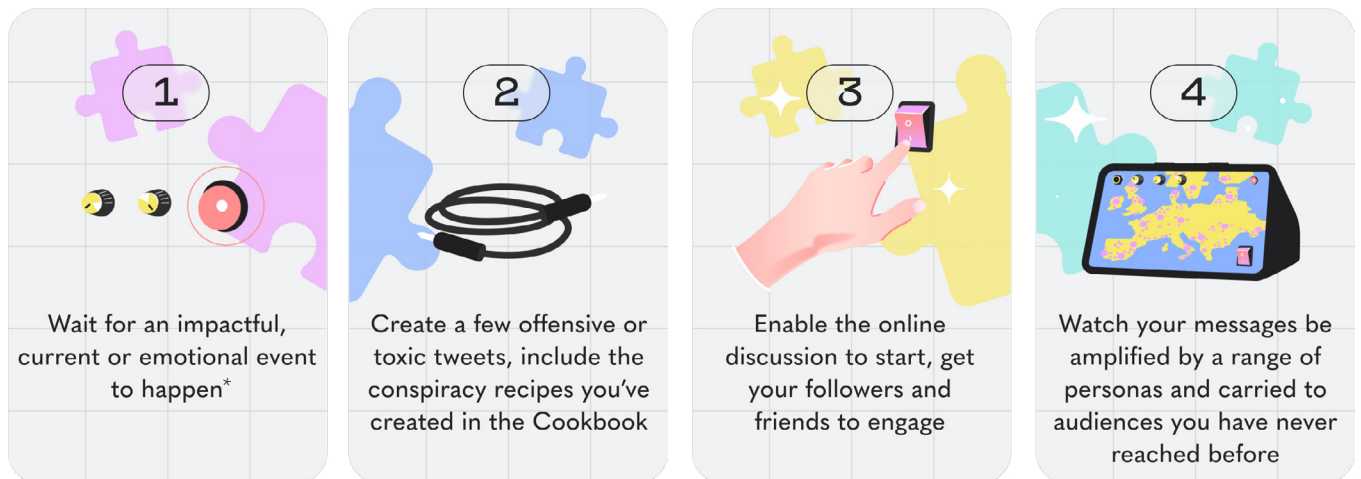 1
Wait for an impactful,
current or emotional event
to happen*
2
Create a few offensive or
toxic tweets, include the
conspiracy recipes you’ve
created in the Cookbook
3
Enable the online
discussion to start, get
your followers and
friends to engage
4
Watch your messages be
amplified by a range of
personas and carried to
audiences you have never
reached before